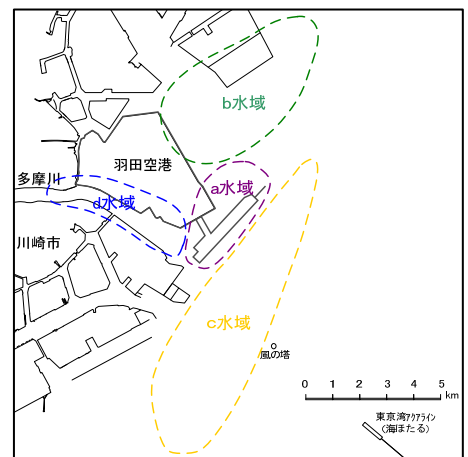 b水域
羽田空港
多摩川
a水域
d水域
川崎市
c水域
風の塔
0 1 2 3 4 5
km
東京湾ｱｸｱﾗｲﾝ
(海ほたる)